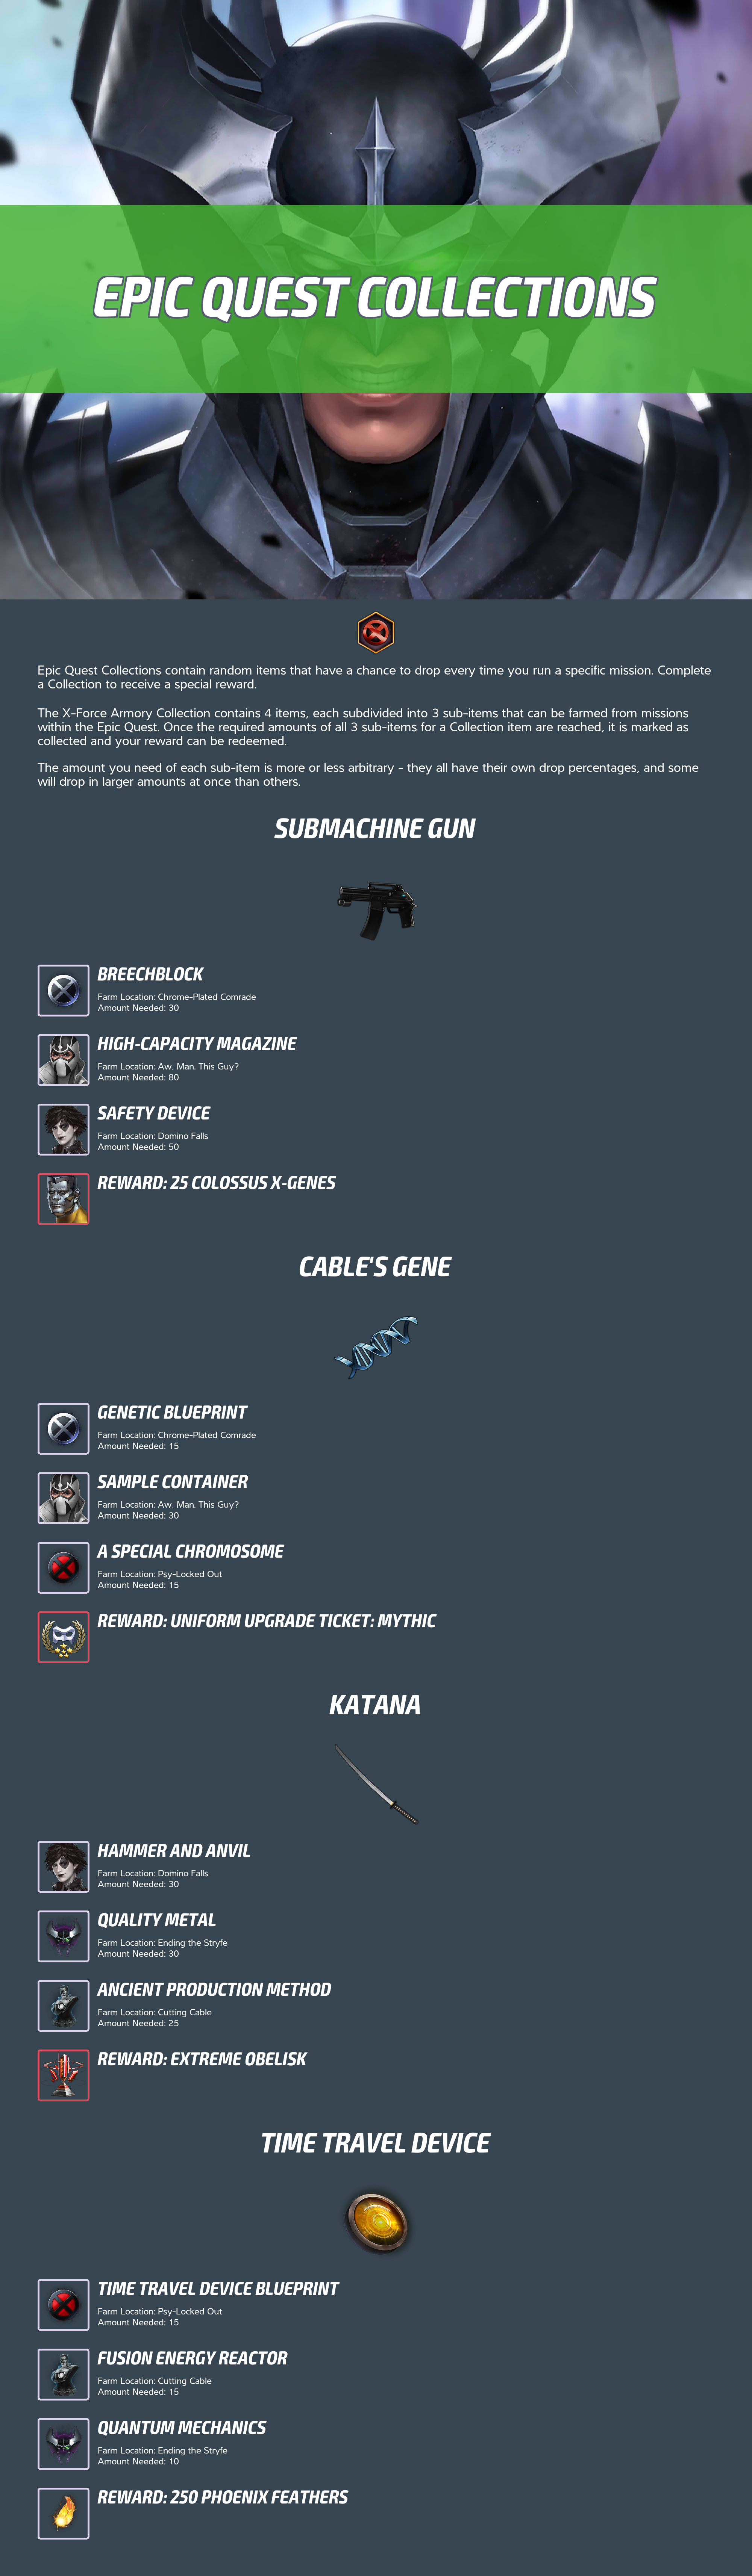 EPIC QUEST COLLECTIONS
Epic Quest Collections contain random items that have a chance to drop every time you run a specific mission. Complete
a Collection to receive a special reward.
The X-Force Armory Collection contains 4 items, each subdivided into 3 sub-items that can be farmed from missions
within the Epic Quest. Once the required amounts of all 3 sub-items for a Collection item are reached, it is marked as
collected and your reward can be redeemed.
The amount you need of each sub-item is more or less arbitrary - they all have their own drop percentages, and some
will drop in larger amounts at once than others.
SUBMACHINE GUN
BREECHBLOCK
Farm Location: Chrome-Plated Comrade
Amount Needed: 30
HIGH-CAPACITY MAGAZINE
Farm Location: Aw, Man. This Guy?
Amount Needed: 80
SAFETY DEVICE
Farm Location: Domino Falls
Amount Needed: 50
REWARD: 25 COLOSSUS X-GENES
CABLE'S GENE
GENETIC BLUEPRINT
Farm Location: Chrome-Plated Comrade
Amount Needed: 15
SAMPLE CONTAINER
Farm Location: Aw, Man. This Guy?
Amount Needed: 30
A SPECIAL CHROMOSOME
Farm Location: Psy-Locked Out
Amount Needed: 15
REWARD: UNIFORM UPGRADE TICKET: MYTHIC
KATANA
HAMMER AND ANVIL
Farm Location: Domino Falls
Amount Needed: 30
QUALITY METAL
Farm Location: Ending the Stryfe
Amount Needed: 30
ANCIENT PRODUCTION METHOD
Farm Location: Cutting Cable
Amount Needed: 25
REWARD: EXTREME OBELISK
TIME TRAVEL DEVICE
TIME TRAVEL DEVICE BLUEPRINT
Farm Location: Psy-Locked Out
Amount Needed: 15
FUSION ENERGY REACTOR
Farm Location: Cutting Cable
Amount Needed: 15
QUANTUM MECHANICS
Farm Location: Ending the Stryfe
Amount Needed: 10
REWARD: 250 PHOENIX FEATHERS